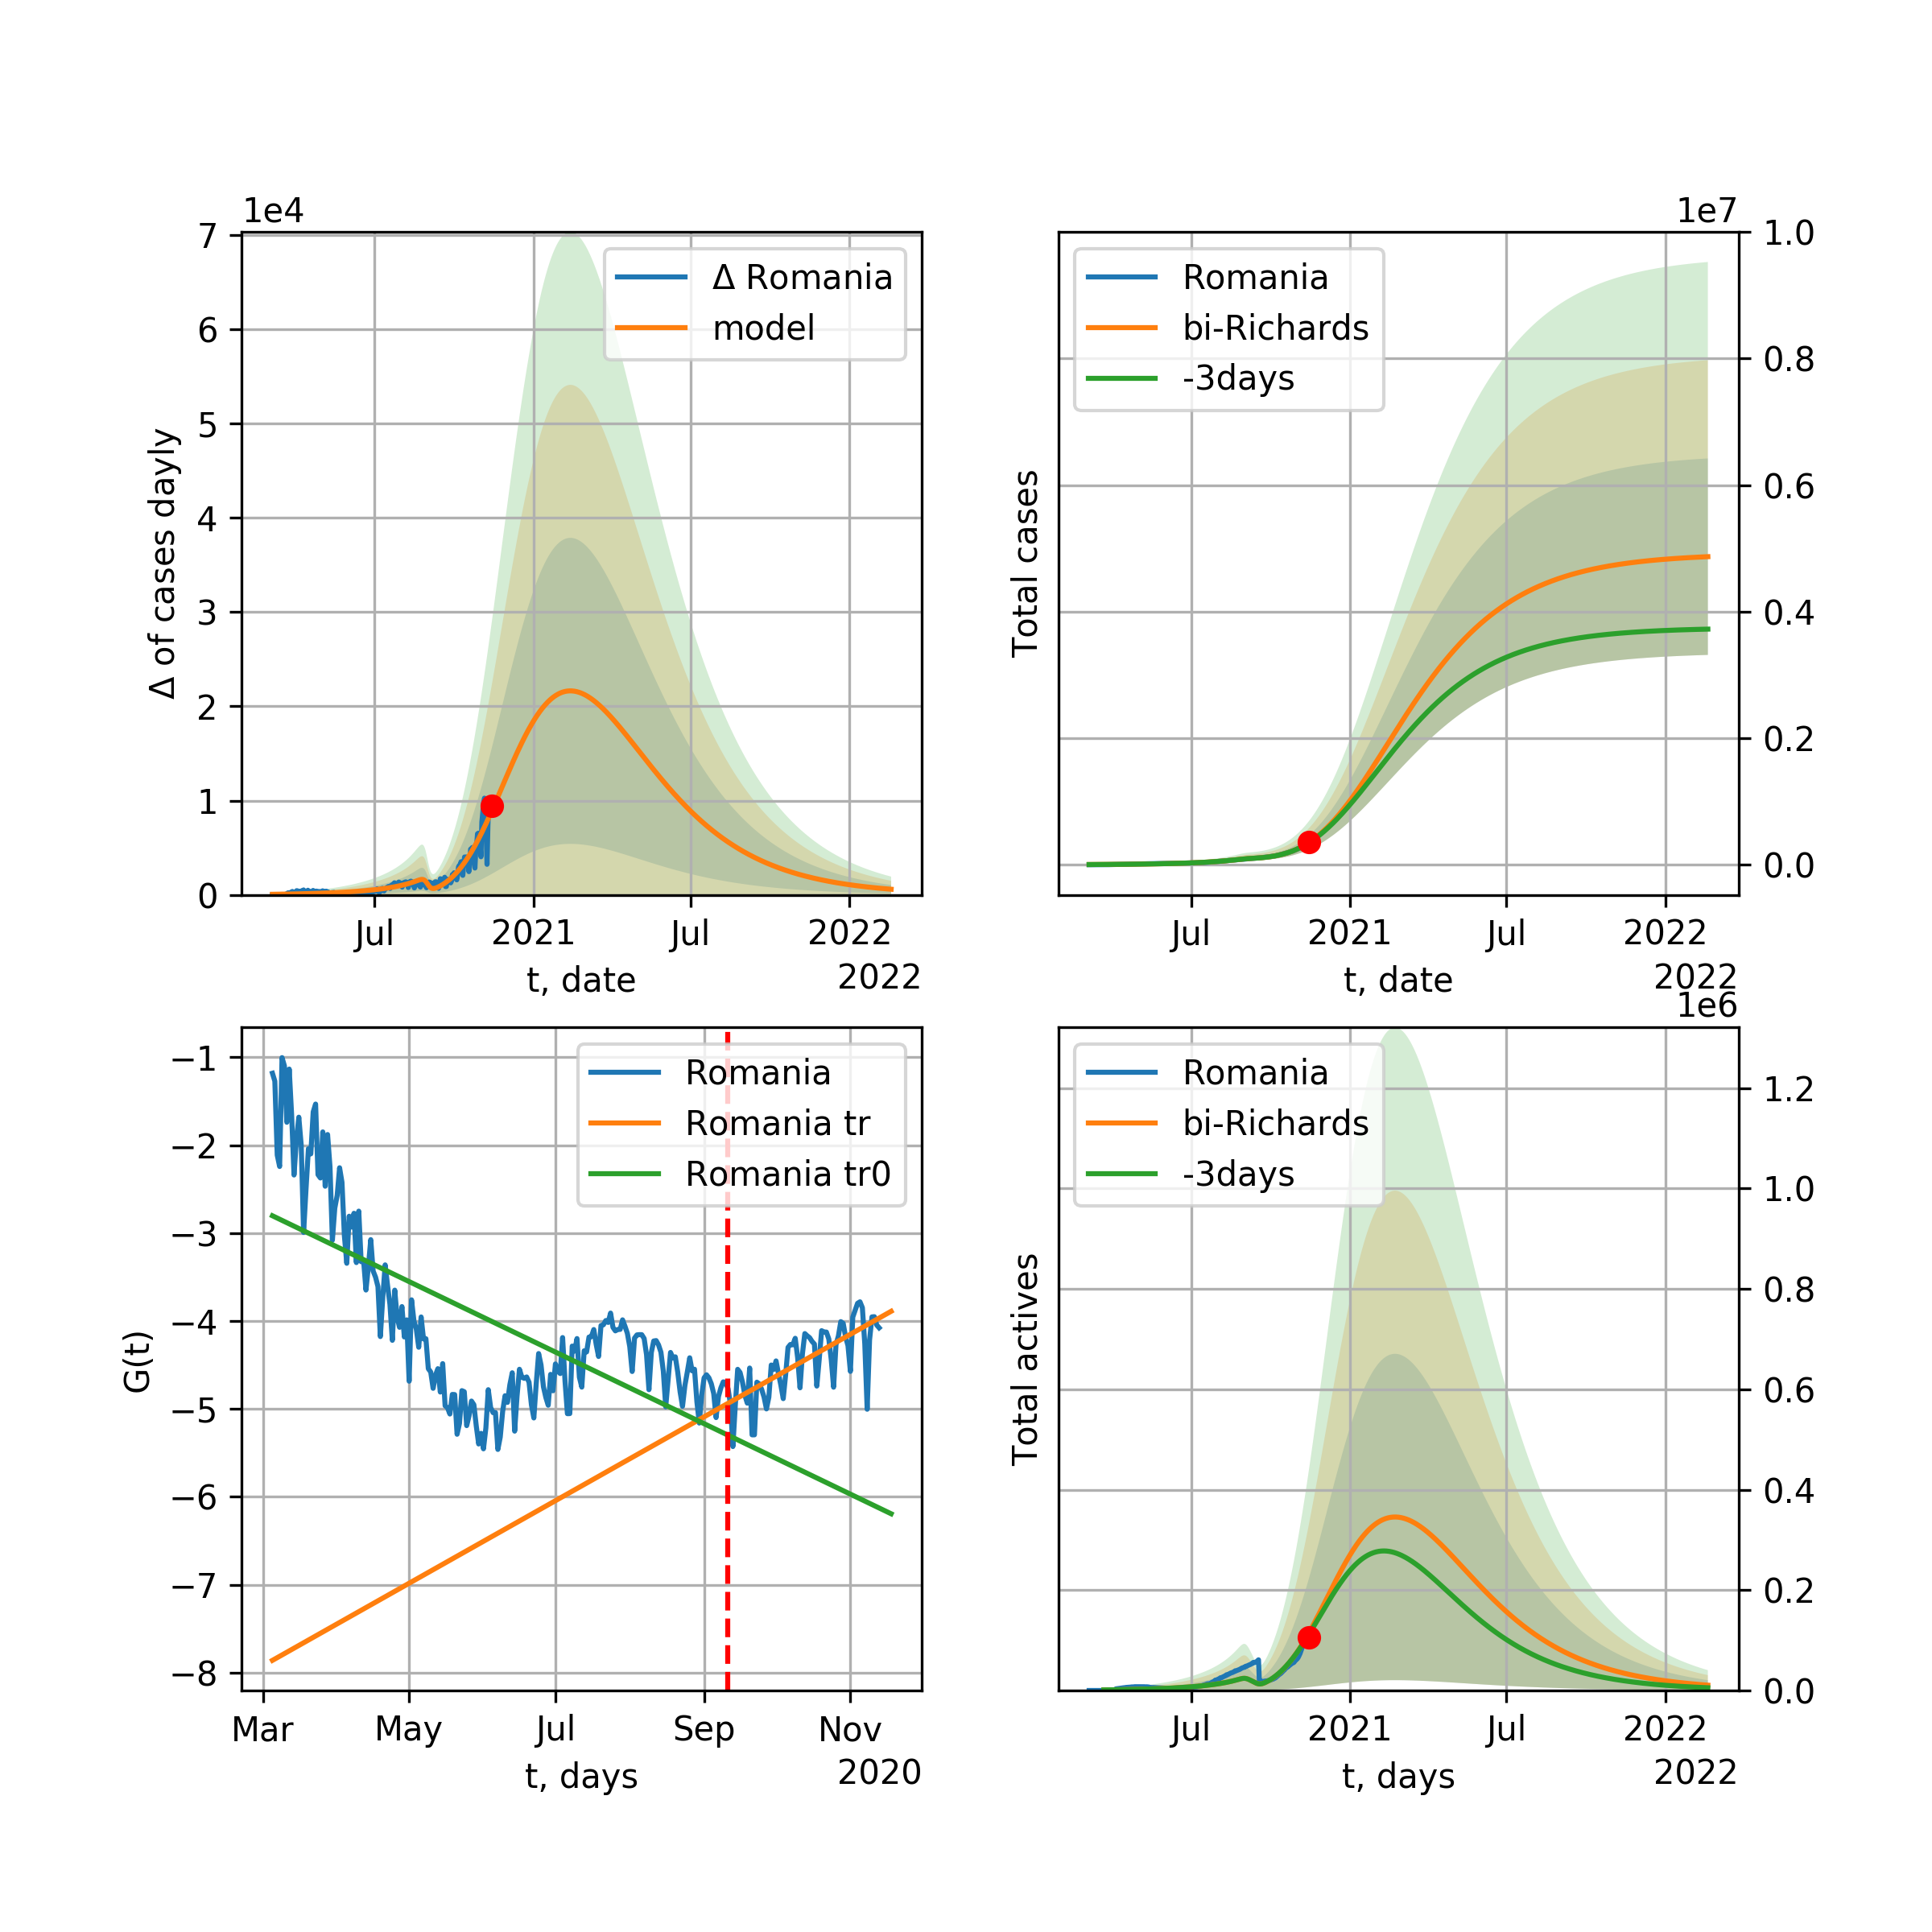 1e4
7
6
5
4
3
2
1
0
Δ of cases dayly
Δ Romania
model
Jul
2021
Jul
2022
t, date
2022
1e7
1.0
0.8
0.6
0.4
0.2
0.0
Total cases
Romania
bi-Richards
-3days
Jul
2021
Jul
2022
t, date
2022
−1
−2
−3
−4
−5
−6
−7
−8
G(t)
Romania
Romania tr
Romania tr0
Mar
May
Jul
Sep
Nov
t, days
2020
1e6
1.2
1.0
0.8
0.6
0.4
0.2
0.0
Total actives
Romania
bi-Richards
-3days
Jul
2021
Jul
2022
t, days
2022